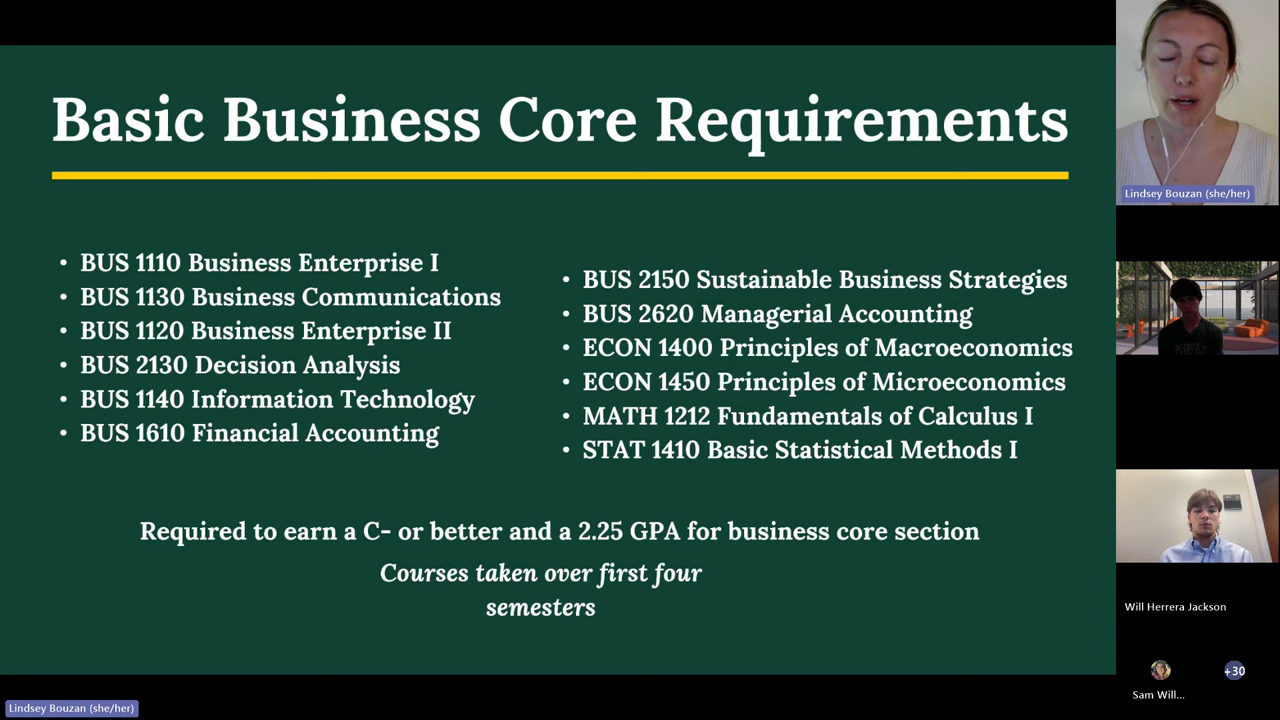 Basic Business Core Requirements
• BUS 1110 Business Enterprise I
• BUS 1130 Business Communications
• BUS 1120 Business Enterprise II
• BUS 2130 Decision Analysis
• BUS 1140 Information Technology
• BUS 1610 Financial Accounting
• BUS 2150 Sustainable Business Strategies
• BUS 2620 Managerial Accounting
• ECON 1400 Principles of Macroeconomics
• ECON 1450 Principles of Microeconomics
• MATH 1212 Fundamentals of Calculus I
• STAT 1410 Basic Statistical Methods I
Required to earn a C- or better and a 2.25 GPA for business core section
Courses taken over first four
semesters
Lindsey Bouzan (she/her)
Will Herrera Jackson
+30
Sam Will...
Lindsey Bouzan (she/her)